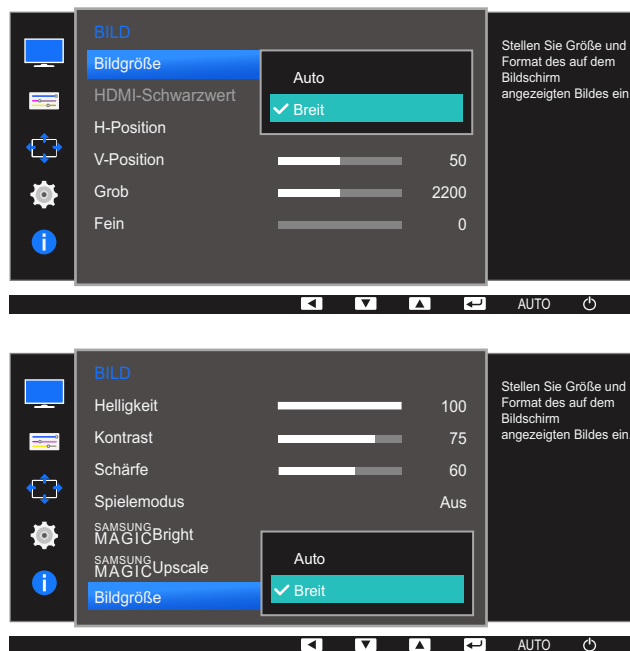 BILD
Bildgröße
Auto
Breit
HDMI-Schwarzwert
H-Position
V-Position 50
Grob 2200
Fein 0
Stellen Sie Größe und
Format des auf dem
Bildschirm
angezeigten Bildes ein
AUTO
BILD
Helligkeit 100
Kontrast 75
Schärfe 60
Spielemodus Aus
SAMSUNG MAGICBright
SAMSUNG MAGICUpscale
Bildgröße
Auto
Breit
Stellen Sie Größe und
Format des auf dem
Bildschirm
angezeigten Bildes ein.
AUTO